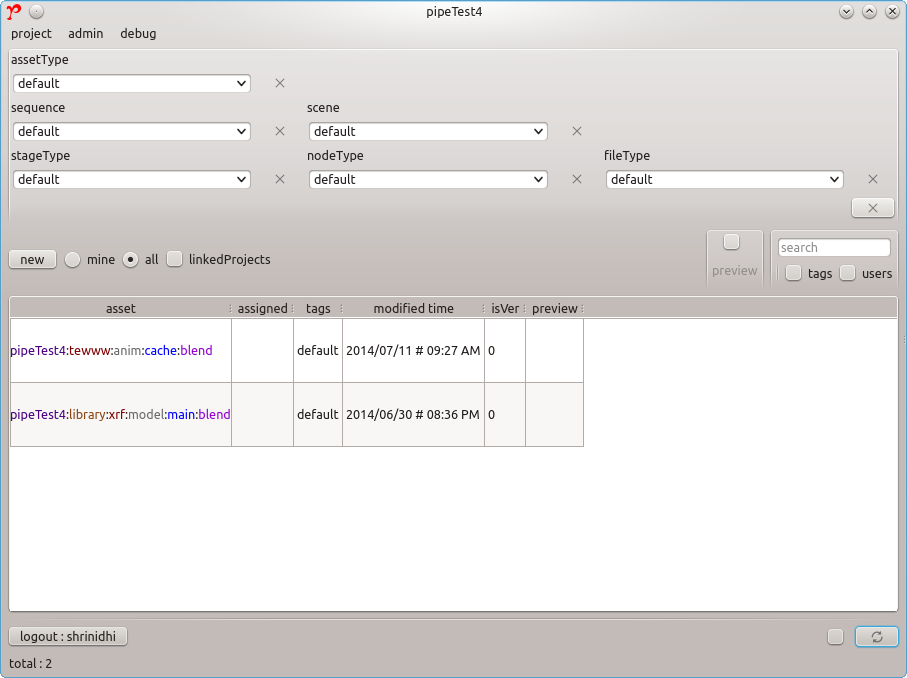 pipeTest4
project admin debug
assetType
default
sequence scene
default default
stageType nodeType fileType
default default default
new mine all linkedProjects preview search
tags users
asset assigned tags modified time isVer preview
pipeTest4:tewww:anim:cache:blend default 2014/07/11 # 09:27 AM 0
pipeTest4:library:xrf:model:main:blend default 2014/06/30 # 08:36 PM 0
logout : shrinidhi
total : 2